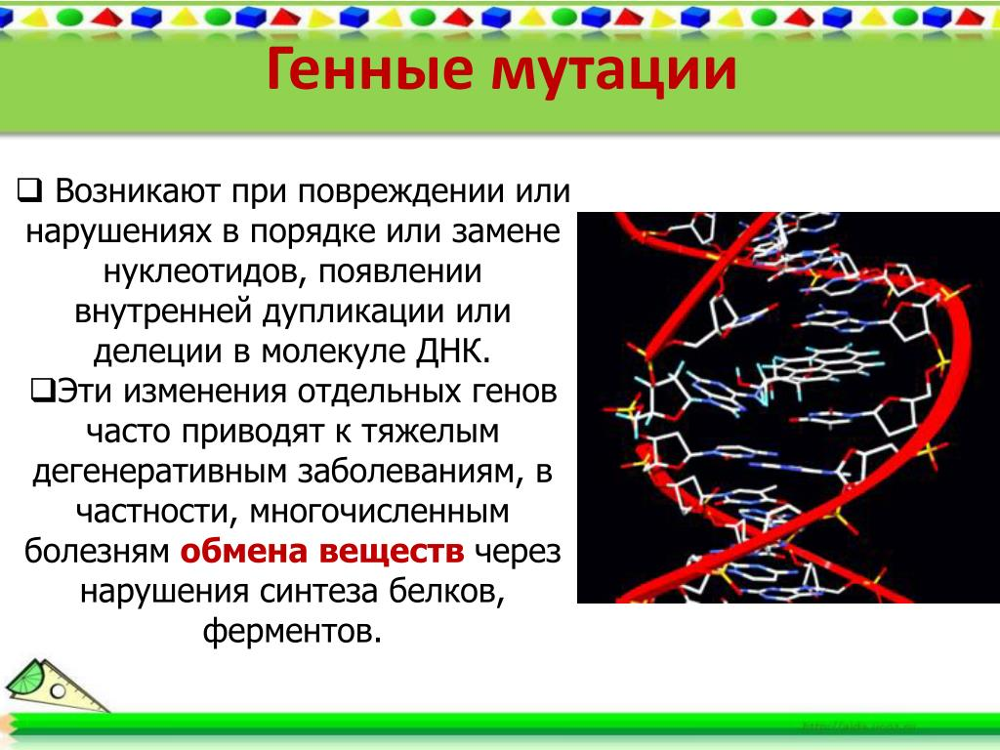 Генные мутации
❑ Возникают при повреждении или
нарушениях в порядке или замене
нуклеотидов, появлении
внутренней дупликации или
делеции в молекуле ДНК.
❑Эти изменения отдельных генов
часто приводят к тяжелым
дегенеративным заболеваниям, в
частности, многочисленным
болезням обмена веществ через
нарушения синтеза белков,
ферментов.